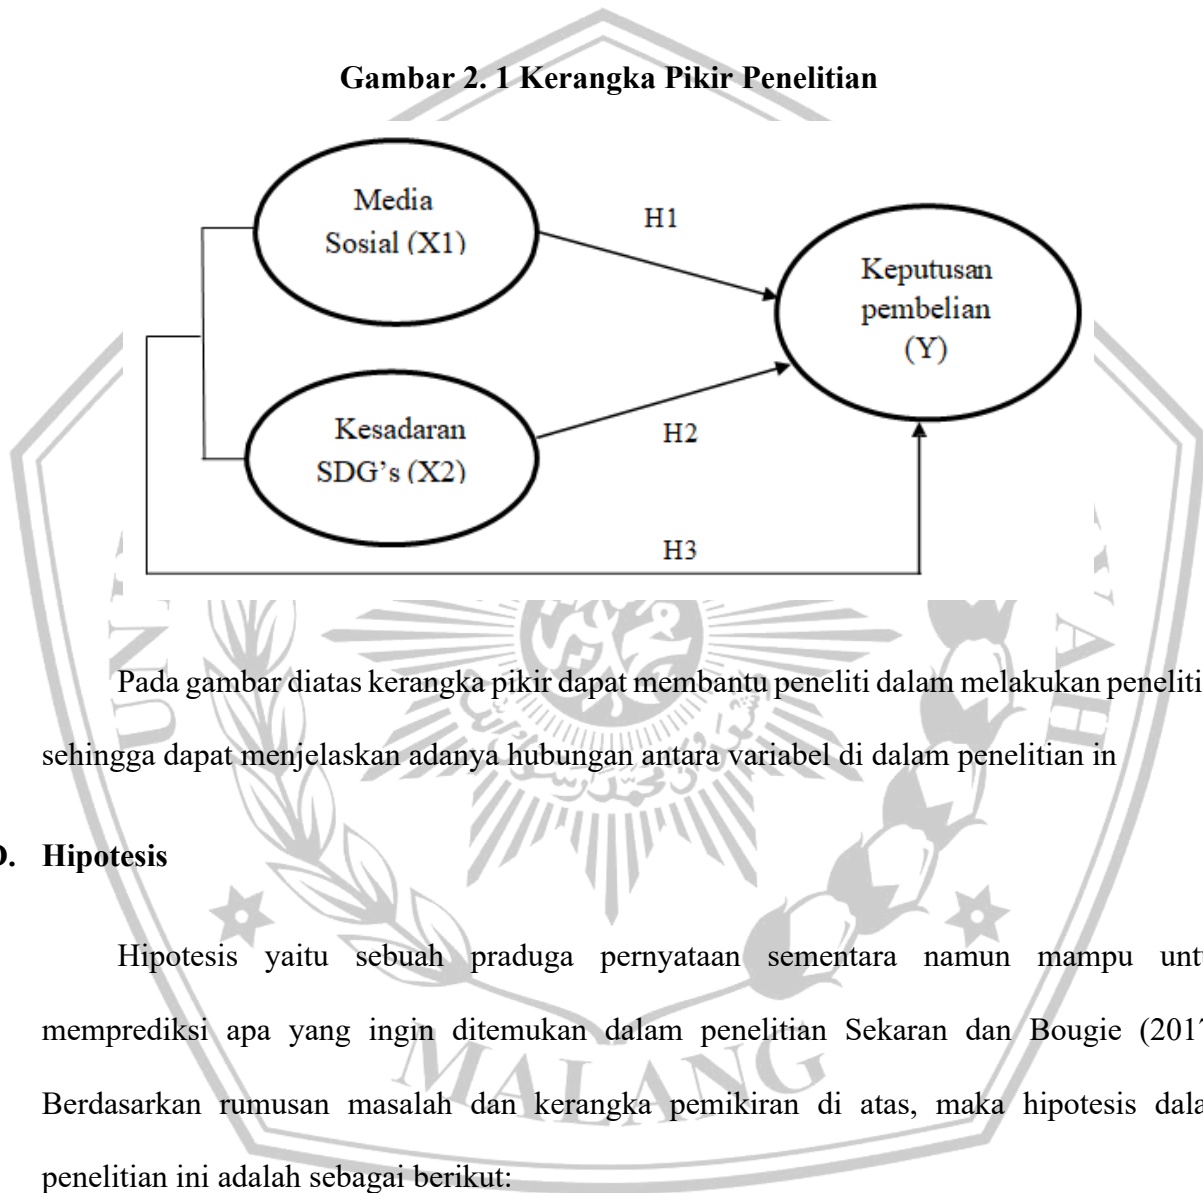 Gambar 2. 1 Kerangka Pikir Penelitian
Media
Sosial (X1)
H1
Keputusan
pembelian
(Y)
Kesadaran
SDG’s (X2)
H2
H3
Pada gambar diatas kerangka pikir dapat membantu peneliti dalam melakukan peneliti
sehingga dapat menjelaskan adanya hubungan antara variabel di dalam penelitian in
D. Hipotesis
Hipotesis yaitu sebuah praduga pernyataan sementara namun mampu untu
memprediksi apa yang ingin ditemukan dalam penelitian Sekaran dan Bougie (2017
Berdasarkan rumusan masalah dan kerangka pemikiran di atas, maka hipotesis dala
penelitian ini adalah sebagai berikut:
MALANG